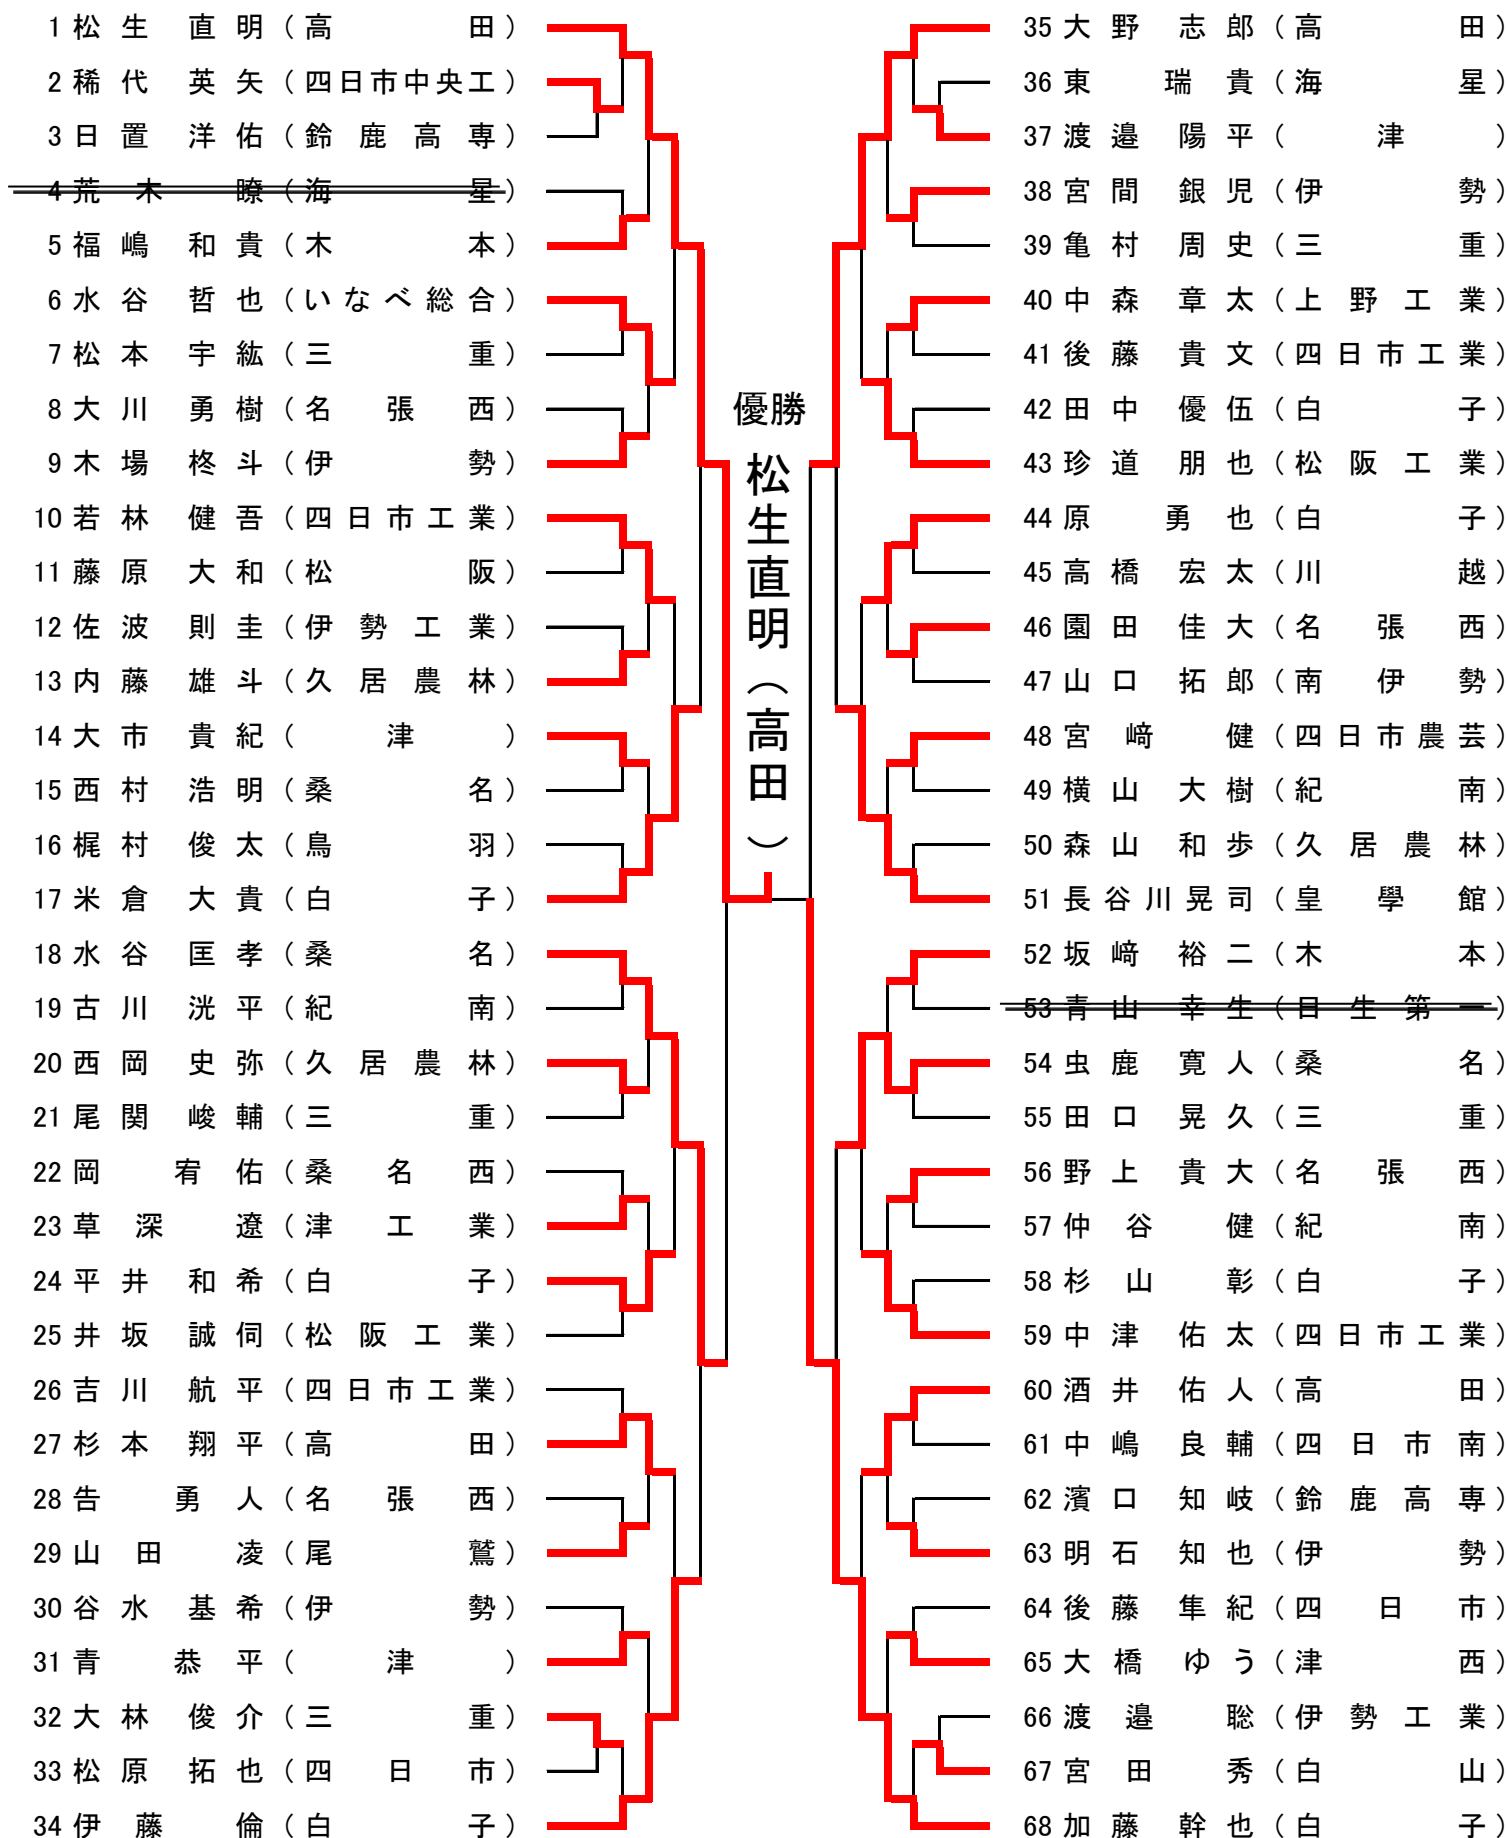 1 松生 直明 (高田)
2 稀代 英矢 (四日市中央工)
3 日置 洋佑 (鈴鹿高専)
4 荒木 瞭 (海星)
5 福嶋 和貴 (木本)
6 水谷 哲也 (いなべ総合)
7 松本 宇紘 (三重)
8 大川 勇樹 (名張西)
9 木場 柊斗 (伊勢)
10 若林 健吾 (四日市工業)
11 藤原 大和 (松阪)
12 佐波 則圭 (伊勢工業)
13 内藤 雄斗 (久居農林)
14 大市 貴紀 (津)
15 西村 浩明 (桑名)
16 梶村 俊太 (鳥羽)
17 米倉 大貴 (白子)
18 水谷 匡孝 (桑名)
19 古川 洸平 (紀南)
20 西岡 史弥 (久居農林)
21 尾関 峻輔 (三重)
22 岡 宥佑 (桑名西)
23 草深 遼 (津工業)
24 平井 和希 (白子)
25 井坂 誠伺 (松阪工業)
26 吉川 航平 (四日市工業)
27 杉本 翔平 (高田)
28 告 勇人 (名張西)
29 山田 凌 (尾鷲)
30 谷水 基希 (伊勢)
31 青 恭平 (津)
32 大林 俊介 (三重)
33 松原 拓也 (四日市)
34 伊藤 倫 (白子)
優勝
松生直明(高田)
35 大野 志郎 (高田)
36 東 瑞貴 (海星)
37 渡邉 陽平 (津)
38 宮間 銀児 (伊勢)
39 亀村 周史 (三重)
40 中森 章太 (上野工業)
41 後藤 貴文 (四日市工業)
42 田中 優伍 (白子)
43 珍道 朋也 (松阪工業)
44 原 勇也 (白子)
45 高橋 宏太 (川越)
46 園田 佳大 (名張西)
47 山口 拓郎 (南伊勢)
48 宮﨑 健 (四日市農芸)
49 横山 大樹 (紀南)
50 森山 和歩 (久居農林)
51 長谷川晃司 (皇學館)
52 坂﨑 裕二 (木本)
53 青山 幸生 (日生第一)
54 虫鹿 寛人 (桑名)
55 田口 晃久 (三重)
56 野上 貴大 (名張西)
57 仲谷 健 (紀南)
58 杉山 彰 (白子)
59 中津 佑太 (四日市工業)
60 酒井 佑人 (高田)
61 中嶋 良輔 (四日市南)
62 濱口 知岐 (鈴鹿高専)
63 明石 知也 (伊勢)
64 後藤 隼紀 (四日市)
65 大橋 ゆう (津西)
66 渡邉 聡 (伊勢工業)
67 宮田 秀 (白山)
68 加藤 幹也 (白子)